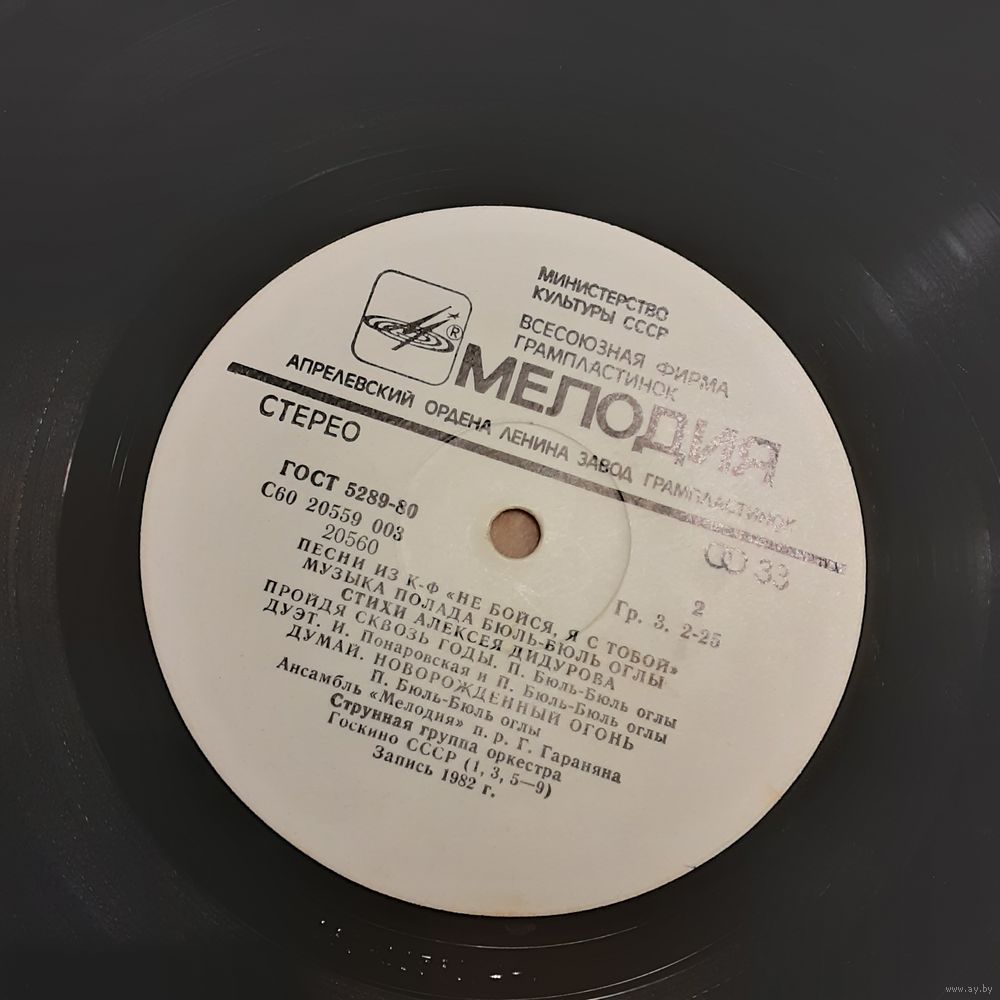 МИНИСТЕРСТВО
КУЛЬТУРЫ СССР
ВСЕСОЮЗНАЯ ФИРМА
ГРАМПЛАСТИНОК
®
МЕЛОДИЯ
АПРЕЛЕВСКИЙ ОРДЕНА ЛЕНИНА ЗАВОД ГРАМПЛАСТИНОК
СТЕРЕО
33
ГОСТ 5289-80
2
С60 20559 003
Гр. 3. 2-25
20560
ПЕСНИ ИЗ К-Ф «НЕ БОЙСЯ, Я С ТОБОЙ»
МУЗЫКА ПОЛАДА БЮЛЬ-БЮЛЬ ОГЛЫ
СТИХИ АЛЕКСЕЯ ДИДУРОВА
ПРОЙДЯ СКВОЗЬ ГОДЫ. П. Бюль-Бюль оглы
ДУЭТ. И. Понаровская и П. Бюль-Бюль оглы
ДУМАЙ. НОВОРОЖДЕННЫЙ ОГОНЬ
П. Бюль-Бюль оглы
Ансамбль «Мелодия» п. р. Г. Гараняна
Струнная группа оркестра
Госкино СССР (1, 3, 5—9)
Запись 1982 г.
www.ay.by